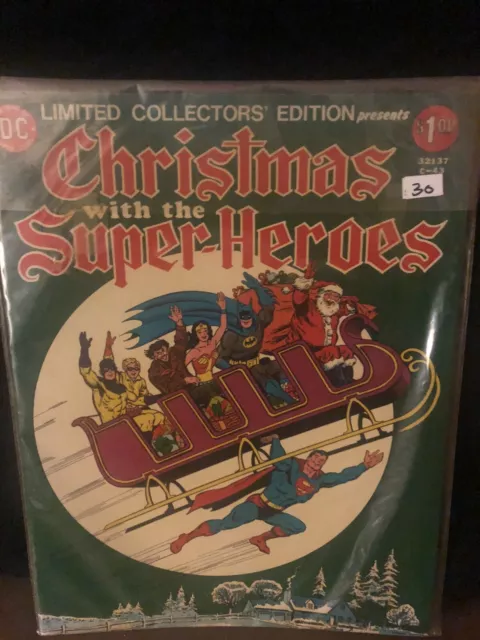 DC
LIMITED COLLECTORS' EDITION presents
$1.00
Christmas
32137
C-43
with the
30
Super-Heroes